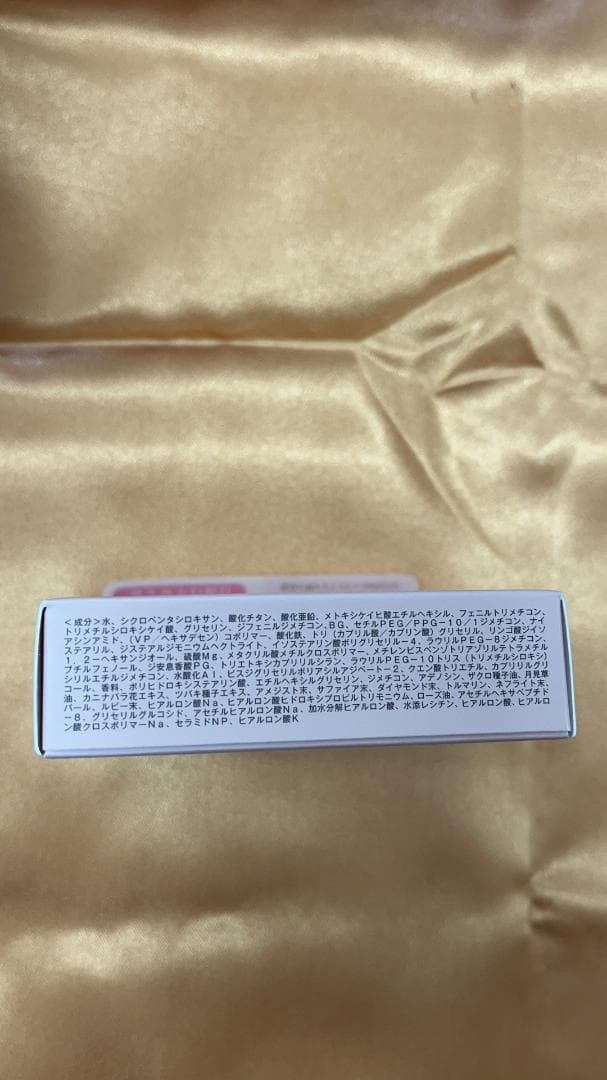 ＜成分＞水、シクロペンタシロキサン、酸化チタン、酸化亜鉛、メトキシケイヒ酸エチルヘキシル、フェニルトリメチコン、
トリメチルシロキシケイ酸、グリセリン、ジフェニルジメチコン、BG、セチルPEG／PPG－10／1ジメチコン、ナイ
アシンアミド、（VP／ヘキサデセン）コポリマー、酸化鉄、トリ（カプリル酸／カプリン酸）グリセリル、リンゴ酸ジイソ
ステアリル、ジステアルジモニウムヘクトライト、イソステアリン酸ポリグリセリル－4、ラウリルPEG－8ジメチコン、
1，2－ヘキサンジオール、硫酸Mg、メタクリル酸メチルクロスポリマー、メチレンビスベンゾトリアゾリルテトラメチル
ブチルフェノール、ジ安息香酸PG、トリエトキシカプリリルシラン、ラウリルPEG－10トリス（トリメチルシロキシ）
シリルエチルジメチコン、水酸化Al、ビスジグリセリルポリアシルアジペート－2、クエン酸トリエチル、カプリリルグリ
コール、香料、ポリヒドロキシステアリン酸、エチルヘキシルグリセリン、ジメチコン、アデノシン、ザクロ種子油、月見草
油、カニナバラ花エキス、ツバキ種子エキス、アメジスト末、サファイア末、ダイヤモンド末、トルマリン、ネフライト末、
パール、ルビー末、ヒアルロン酸Na、ヒアルロン酸ヒドロキシプロピルトリモニウム、ローズ油、アセチルヘキサペプチド
－8、グリセリルグルコシド、アセチルヒアルロン酸Na、加水分解ヒアルロン酸、水添レシチン、ヒアルロン酸、ヒアルロ
ン酸クロスポリマーNa、セラミドNP、ヒアルロン酸K